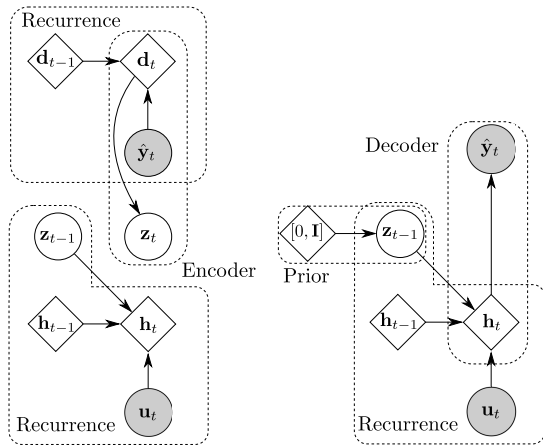 Recurrence
d_{t−1}
d_t
ŷ_t
z_{t−1}
z_t
Encoder
h_{t−1}
h_t
Recurrence
u_t
Decoder
ŷ_t
[0, I]
z_{t−1}
Prior
h_{t−1}
h_t
Recurrence
u_t